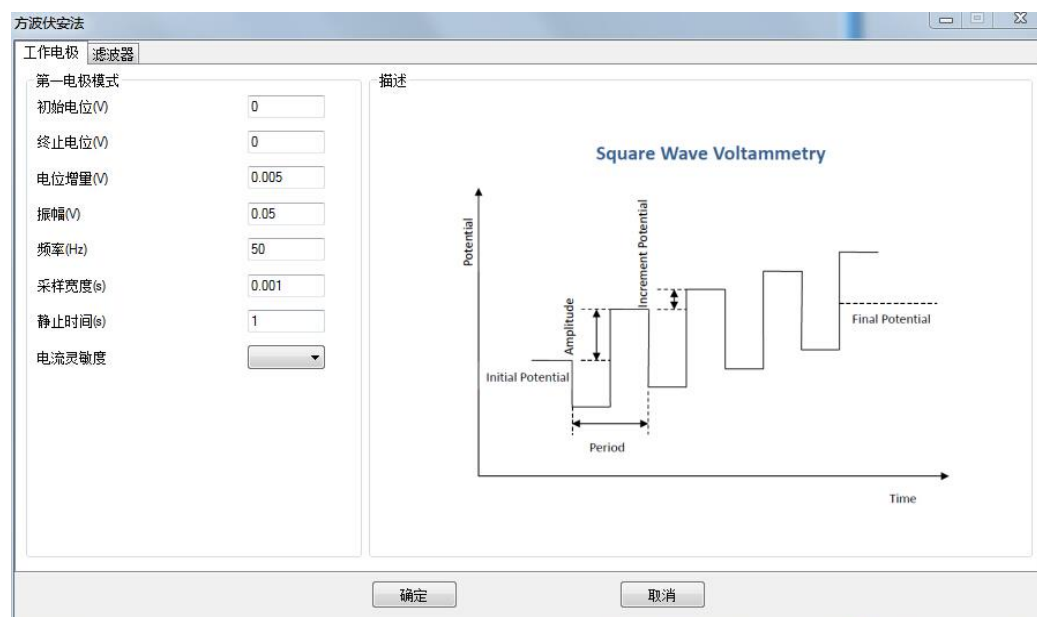 方波伏安法
工作电极
滤波器
第一电极模式
初始电位(V)
0
终止电位(V)
0
电位增量(V)
0.005
振幅(V)
0.05
频率(Hz)
50
采样宽度(s)
0.001
静止时间(s)
1
电流灵敏度
描述
Square Wave Voltammetry
Potential
Increment Potential
Amplitude
Final Potential
Initial Potential
Period
Time
确定
取消